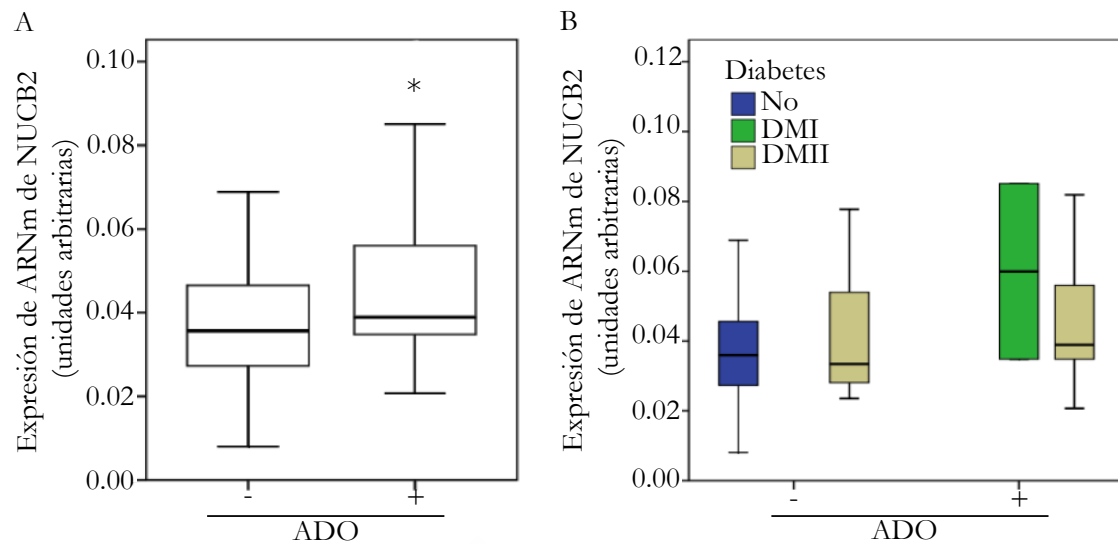 A
Expresión de ARNm de NUCB2
(unidades arbitrarias)
0.10
0.08
0.06
0.04
0.02
0.00
*
-
+
ADO
B
Expresión de ARNm de NUCB2
(unidades arbitrarias)
0.12
0.10
0.08
0.06
0.04
0.02
0.00
Diabetes
No
DMI
DMII
-
+
ADO